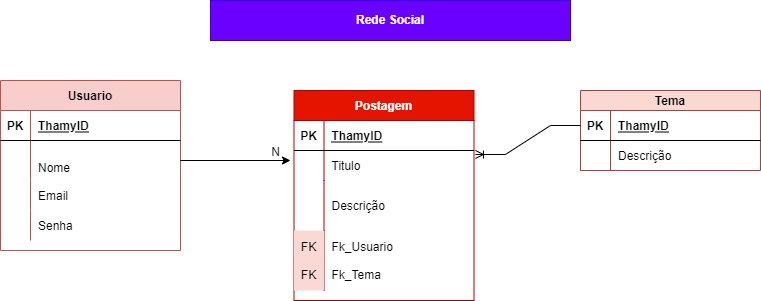 Rede Social
Usuario
PK ThamyID
Nome
Email
Senha
N
Postagem
PK ThamyID
Titulo
Descrição
FK Fk_Usuario
FK Fk_Tema
Tema
PK ThamyID
Descrição